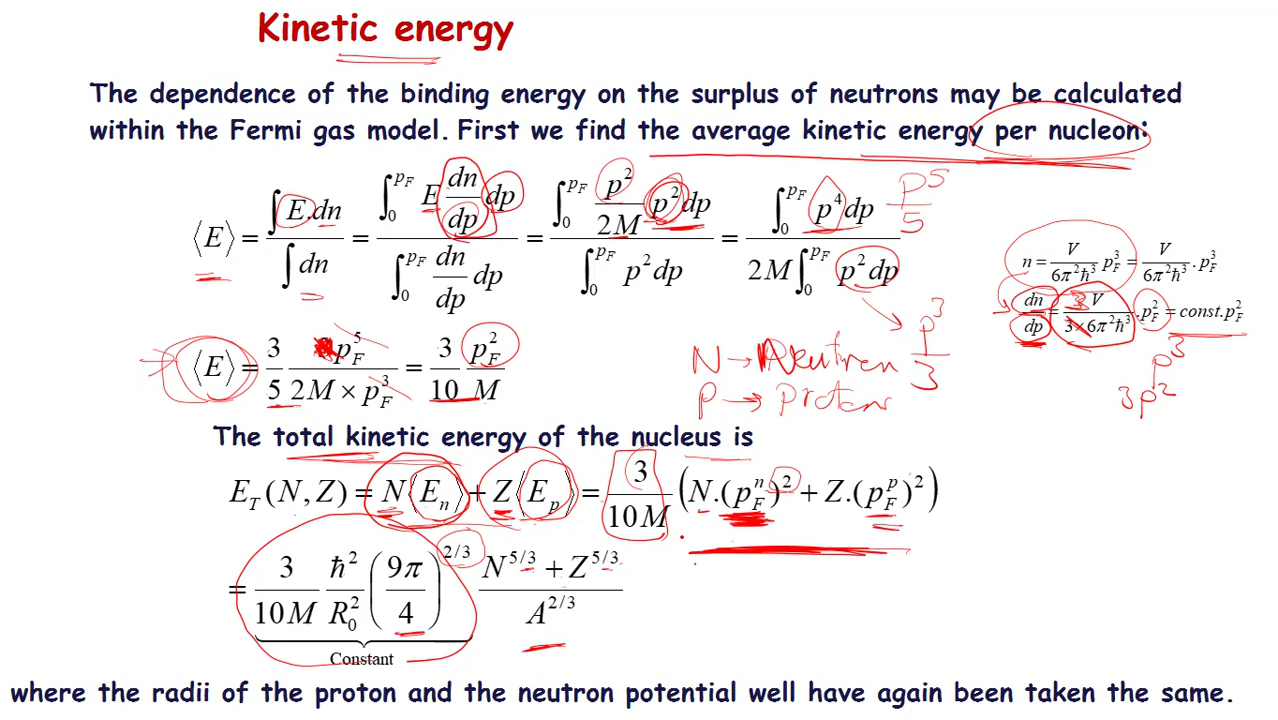 Kinetic energy
The dependence of the binding energy on the surplus of neutrons may be calculated
within the Fermi gas model. First we find the average kinetic energy per nucleon:
⟨E⟩ = ∫ E.dn / ∫ dn = ∫₀^{p_F} E (dn/dp) dp / ∫₀^{p_F} (dn/dp) dp = ∫₀^{p_F} (p²/2M) p² dp / ∫₀^{p_F} p² dp = ∫₀^{p_F} p⁴ dp / 2M ∫₀^{p_F} p² dp
p⁵/5
n = (V / 6π²ħ³) p_F³ = (V / 6π²ħ³) . p_F³
dn/dp = (3 V / 3×6π²ħ³) . p_F² = const. p_F²
p³
3p²
⟨E⟩ = (3/5) (p_F⁵ / 2M × p_F³) = (3/10) (p_F² / M)
p³/3
N → Neutron
P → Proton
The total kinetic energy of the nucleus is
E_T (N, Z) = N⟨E_n⟩ + Z⟨E_p⟩ = (3/10M) (N.(p_F^n)² + Z.(p_F^p)²)
= (3/10M) (ħ²/R₀²) (9π/4)^{2/3} (N^{5/3} + Z^{5/3}) / A^{2/3}
Constant
where the radii of the proton and the neutron potential well have again been taken the same.